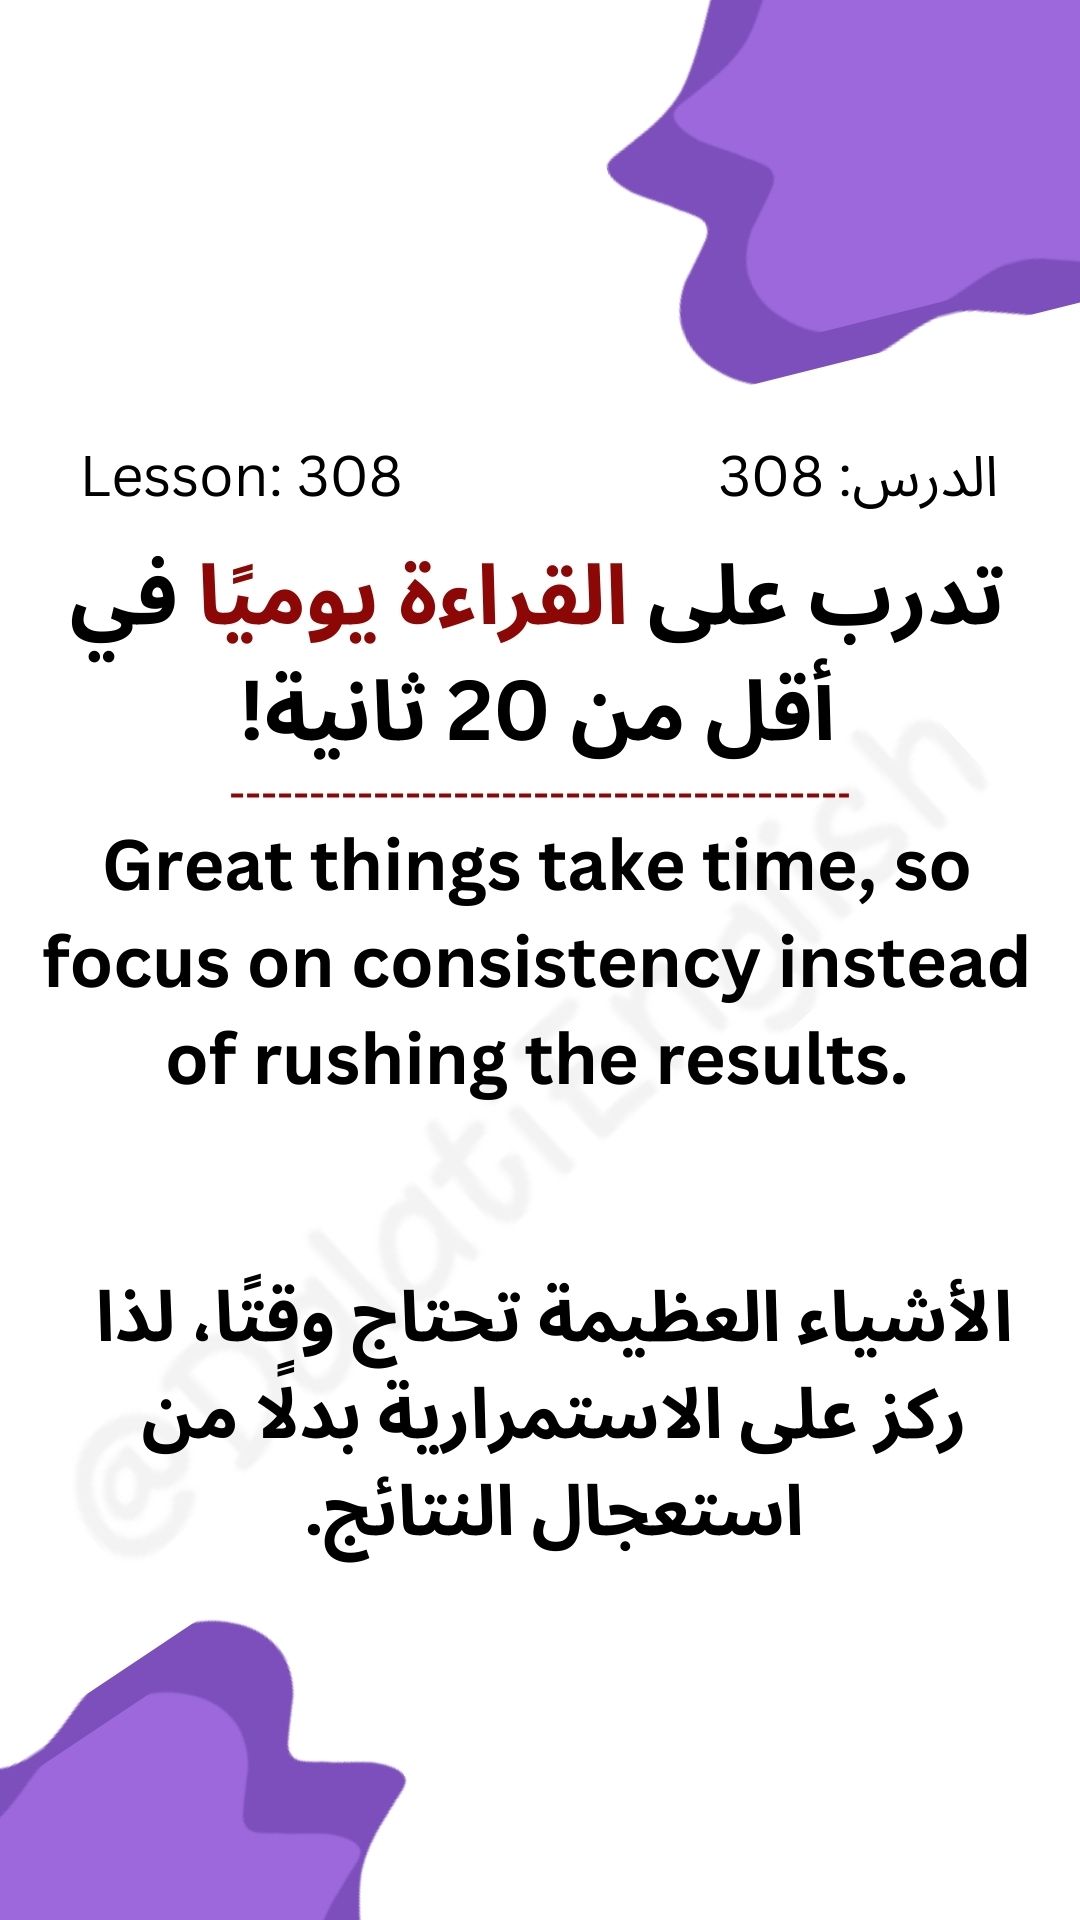 Lesson: 308
الدرس: 308
تدرب على القراءة يوميًا في
أقل من 20 ثانية!
---------------------------------------
Great things take time, so
focus on consistency instead
of rushing the results.
الأشياء العظيمة تحتاج وقتًا، لذا
ركز على الاستمرارية بدلًا من
استعجال النتائج.
@DglatiEnglish